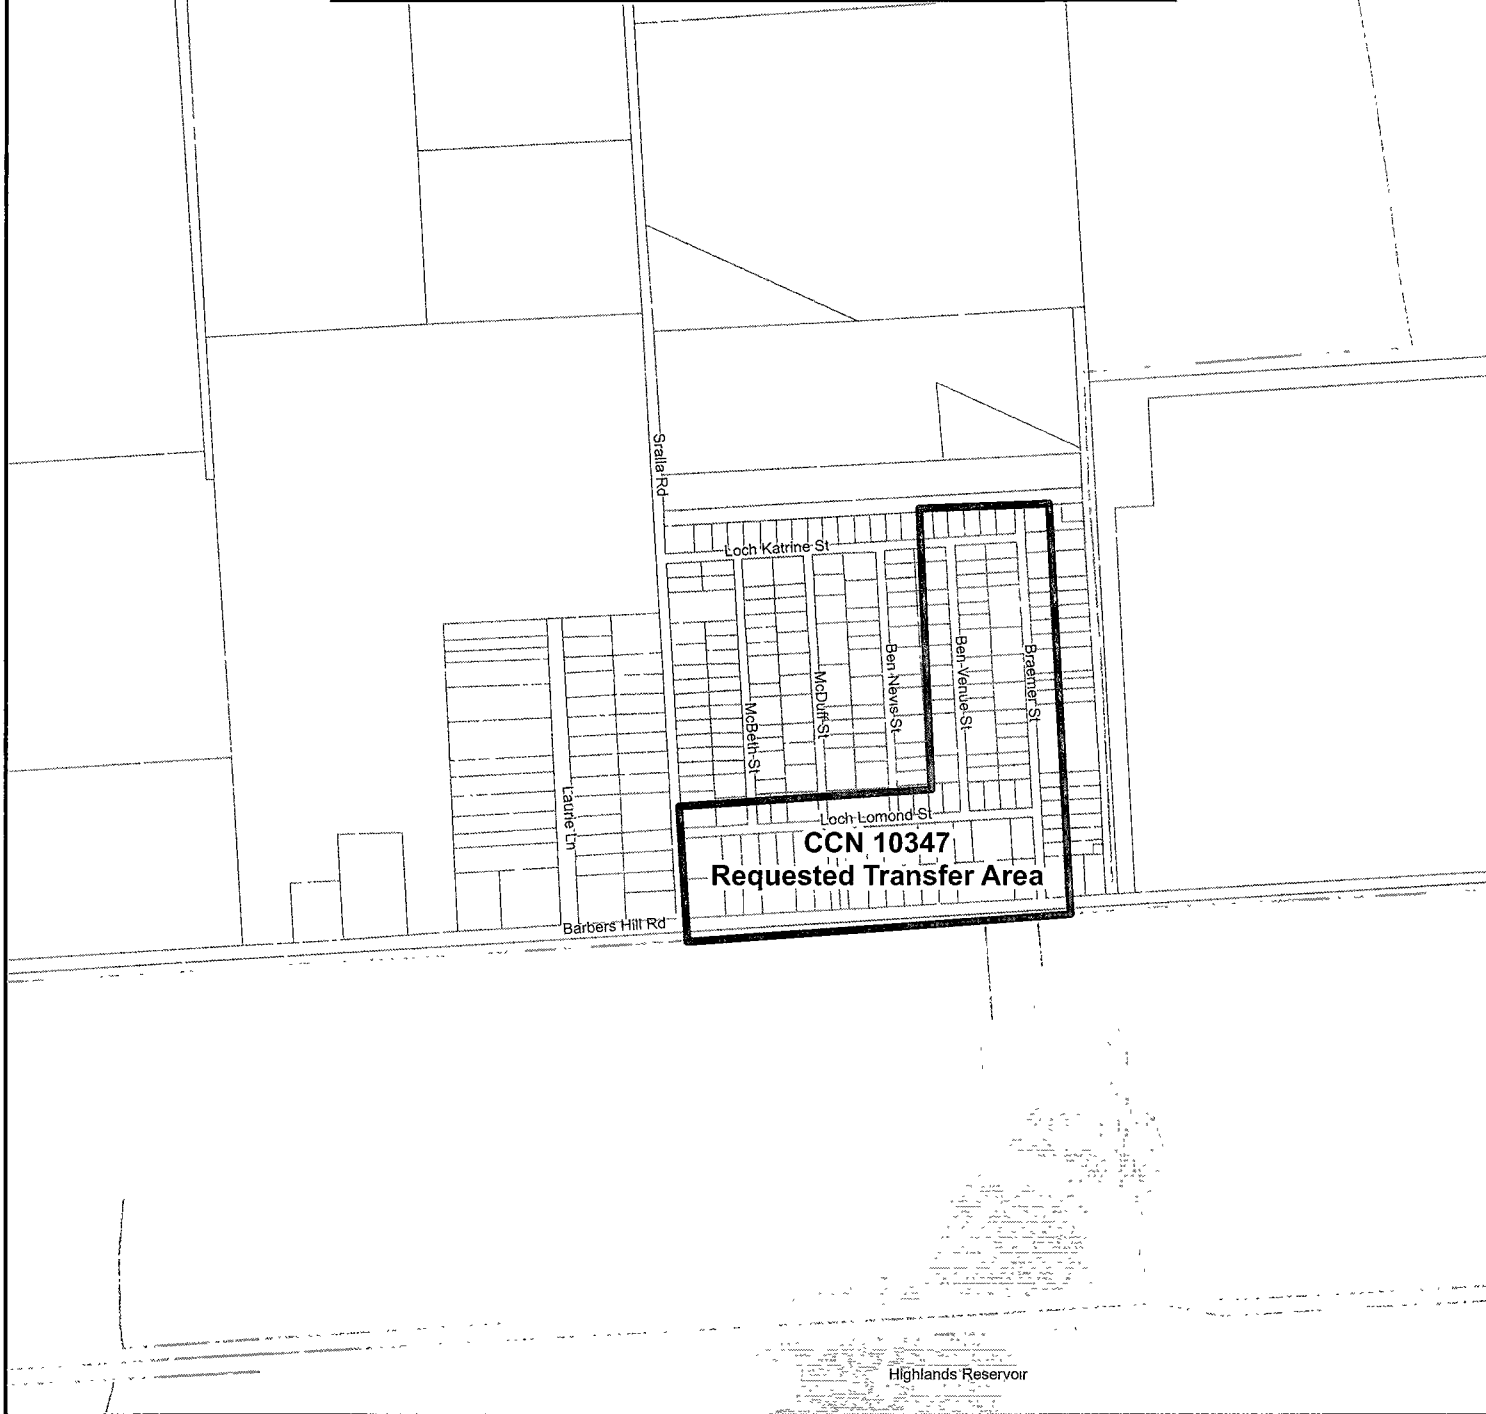 Sralla Rd
Loch Katrine St
Ben Nevis St
Ben Venue St
Braemer St
McDuff St
McBeth St
Laurie Ln
Loch Lomond St
CCN 10347
Requested Transfer Area
Barbers Hill Rd
Highlands Reservoir